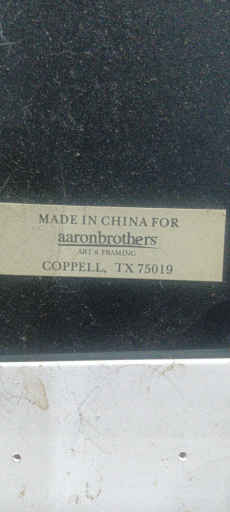 MADE IN CHINA FOR
aaronbrothers
ART & FRAMING
COPPELL, TX 75019